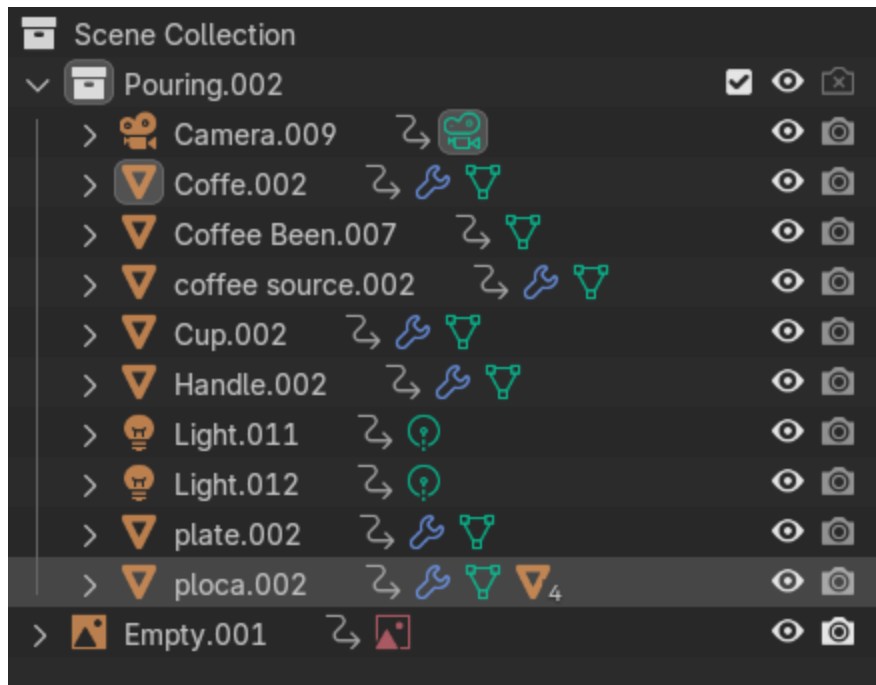 Scene Collection
Pouring.002
Camera.009
Coffe.002
Coffee Been.007
coffee source.002
Cup.002
Handle.002
Light.011
Light.012
plate.002
ploca.002 4
Empty.001